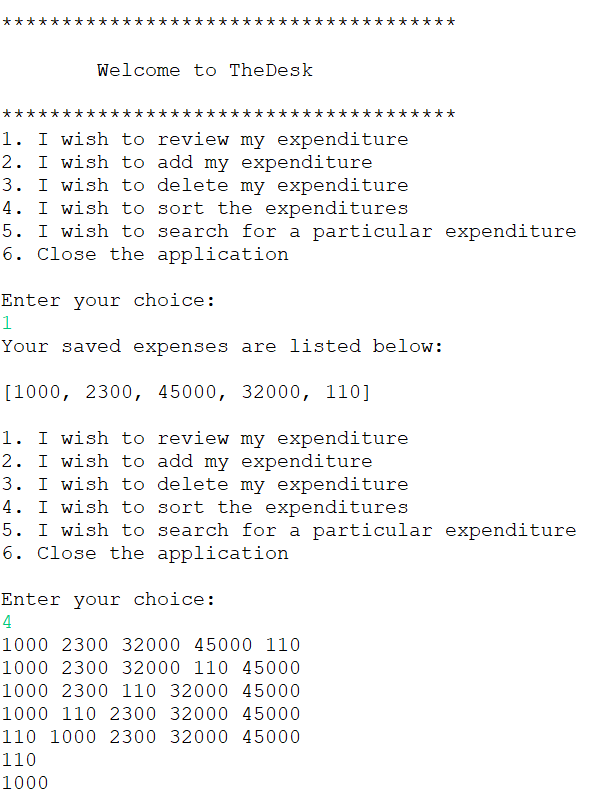 **************************************
Welcome to TheDesk
**************************************
1. I wish to review my expenditure
2. I wish to add my expenditure
3. I wish to delete my expenditure
4. I wish to sort the expenditures
5. I wish to search for a particular expenditure
6. Close the application
Enter your choice:
1
Your saved expenses are listed below:
[1000, 2300, 45000, 32000, 110]
1. I wish to review my expenditure
2. I wish to add my expenditure
3. I wish to delete my expenditure
4. I wish to sort the expenditures
5. I wish to search for a particular expenditure
6. Close the application
Enter your choice:
4
1000 2300 32000 45000 110
1000 2300 32000 110 45000
1000 2300 110 32000 45000
1000 110 2300 32000 45000
110 1000 2300 32000 45000
110
1000